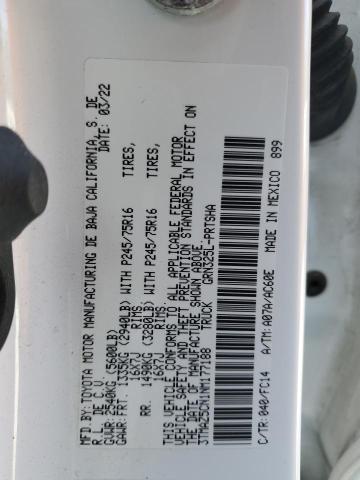 MFD. BY:TOYOTA MOTOR MANUFACTURING DE BAJA CALIFORNIA, S. DE
R.L. DE C.V. DATE: 03/22
GVWR 2540KG (5600LB)
GAWR: FRT. 1335KG (2940LB) WITH P245/75R16 TIRES,
16X7J RIMS
RR. 1490KG (3280LB) WITH P245/75R16 TIRES,
16X7J RIMS
THIS VEHICLE CONFORMS TO ALL APPLICABLE FEDERAL MOTOR
VEHICLE SAFETY AND THEFT PREVENTION STANDARDS IN EFFECT ON
THE DATE OF MANUFACTURE SHOWN ABOVE.
3TMAZ5CN1NM177188 TRUCK GRN325L-PRTSHA
C/TR: 040/FC14 A/TM: A07A/AC60E MADE IN MEXICO 899